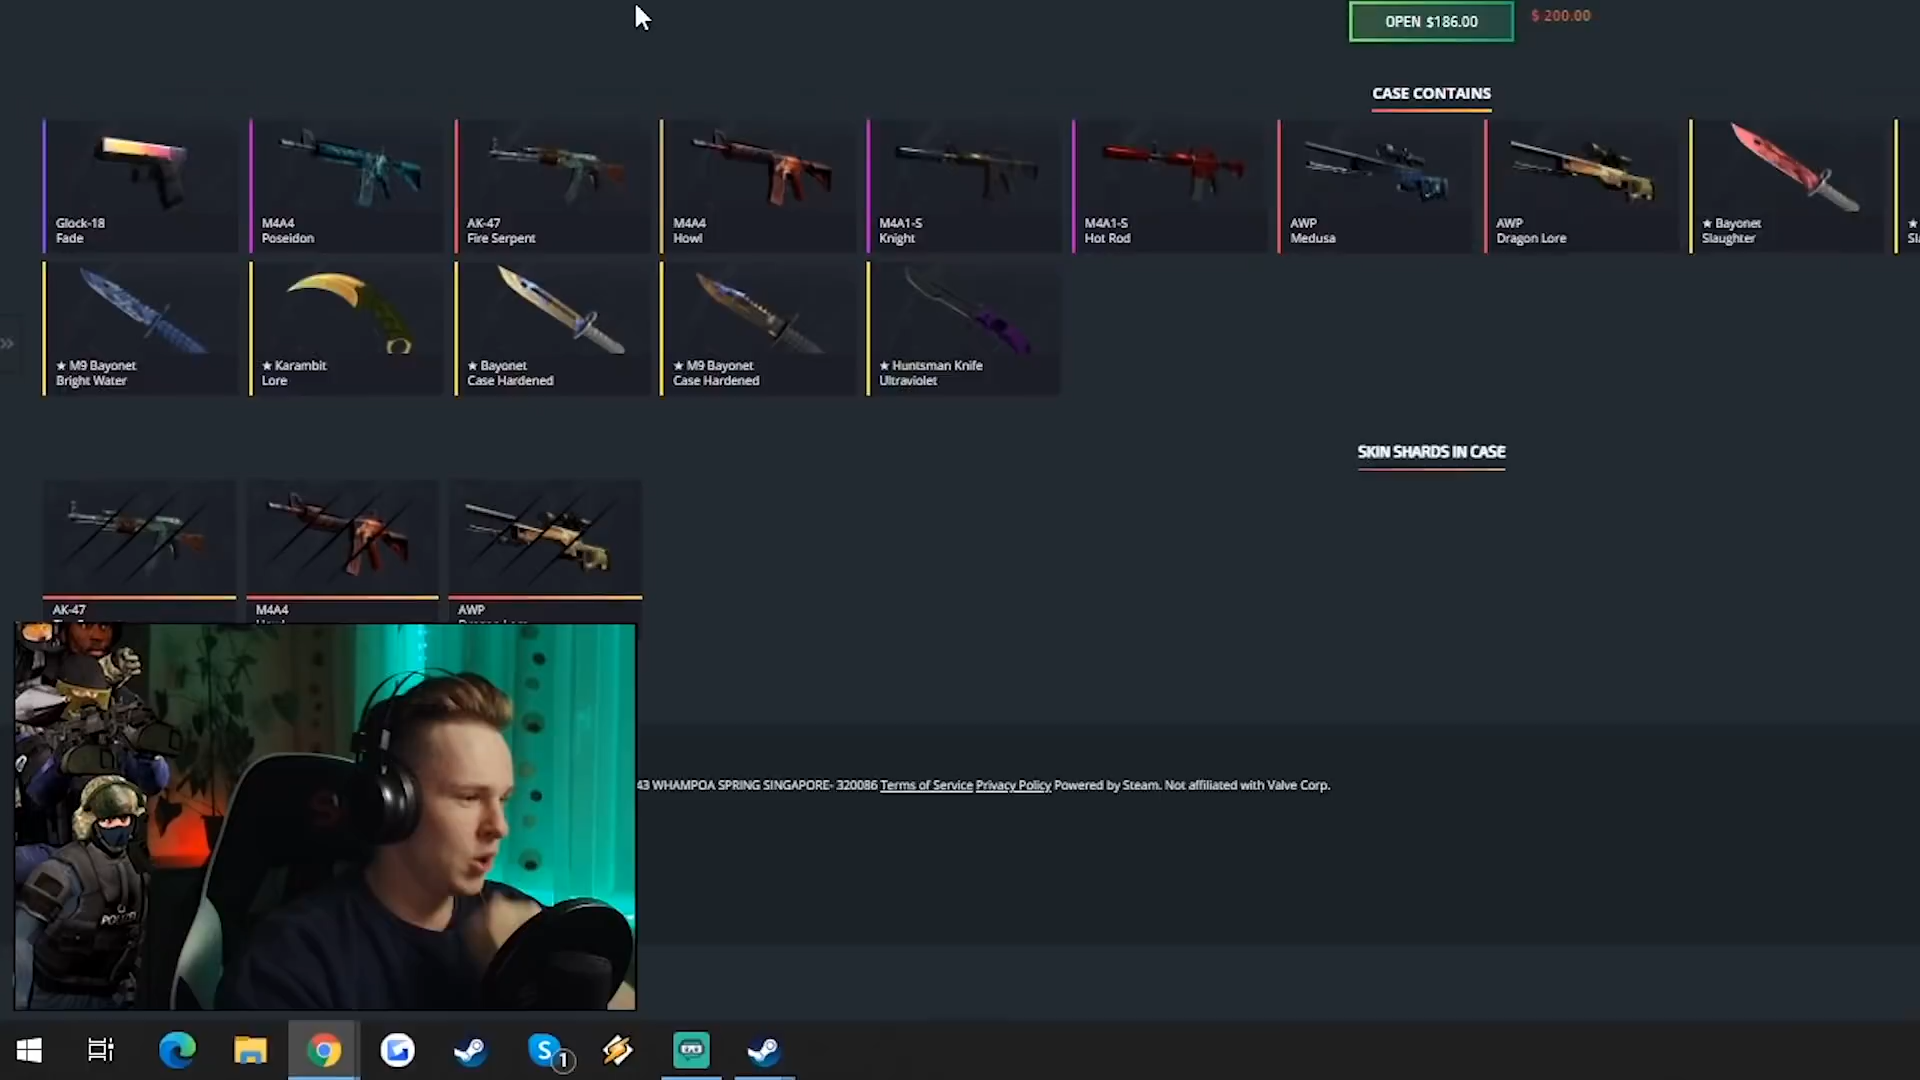 OPEN $186.00
$ 200.00
CASE CONTAINS
Glock-18
Fade
M4A4
Poseidon
AK-47
Fire Serpent
M4A4
Howl
M4A1-S
Knight
M4A1-S
Hot Rod
AWP
Medusa
AWP
Dragon Lore
★ Bayonet
Slaughter
★
★ M9 Bayonet
Bright Water
★ Karambit
Lore
★ Bayonet
Case Hardened
★ M9 Bayonet
Case Hardened
★ Huntsman Knife
Ultraviolet
SKIN SHARDS IN CASE
AK-47
M4A4
AWP
43 WHAMPOA SPRING SINGAPORE- 320086 Terms of Service Privacy Policy Powered by Steam. Not affiliated with Valve Corp.
1